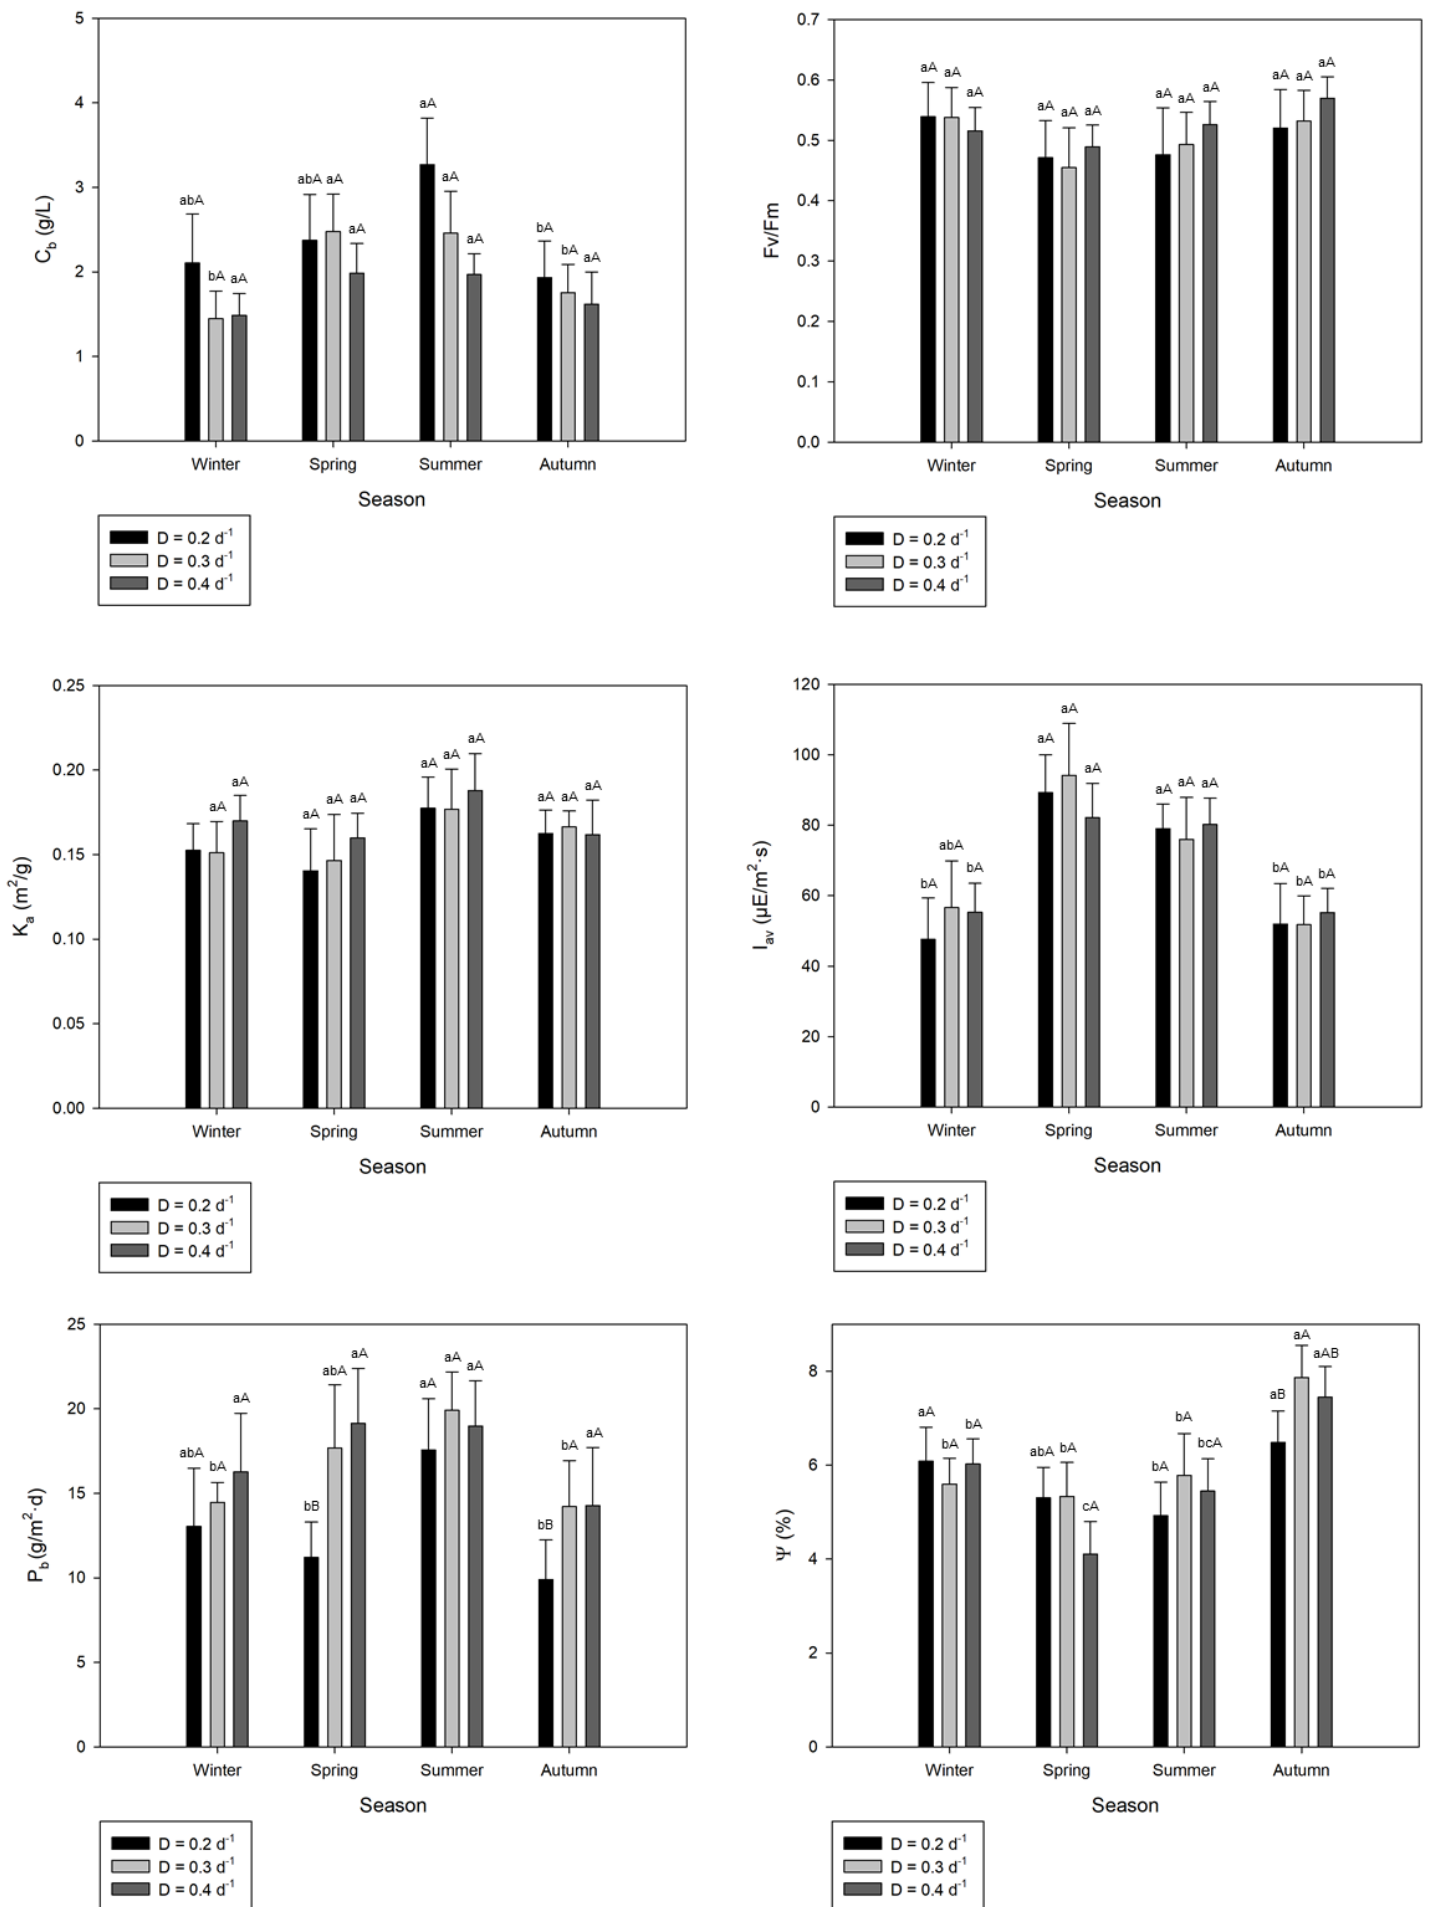 5
4
3
2
1
0
C_b (g/L)
abA bA aA abA aA aA aA aA aA bA bA aA
Winter Spring Summer Autumn
Season
D = 0.2 d⁻¹
D = 0.3 d⁻¹
D = 0.4 d⁻¹
0.7
0.6
0.5
0.4
0.3
0.2
0.1
0.0
Fv/Fm
aA aA aA aA aA aA aA aA aA aA aA aA
Winter Spring Summer Autumn
Season
D = 0.2 d⁻¹
D = 0.3 d⁻¹
D = 0.4 d⁻¹
0.25
0.20
0.15
0.10
0.05
0.00
K_a (m²/g)
aA aA aA aA aA aA aA aA aA aA aA
Winter Spring Summer Autumn
Season
D = 0.2 d⁻¹
D = 0.3 d⁻¹
D = 0.4 d⁻¹
120
100
80
60
40
20
0
I_av (µE/m²·s)
bA abA bA aA aA aA aA aA aA bA bA bA
Winter Spring Summer Autumn
Season
D = 0.2 d⁻¹
D = 0.3 d⁻¹
D = 0.4 d⁻¹
25
20
15
10
5
0
P_b (g/m²·d)
abA bA aA bB abA aA aA aA aA bB bA aA
Winter Spring Summer Autumn
Season
D = 0.2 d⁻¹
D = 0.3 d⁻¹
D = 0.4 d⁻¹
8
6
4
2
0
Ψ (%)
aA bA bA abA bA cA bA bA bcA aB aA aAB
Winter Spring Summer Autumn
Season
D = 0.2 d⁻¹
D = 0.3 d⁻¹
D = 0.4 d⁻¹